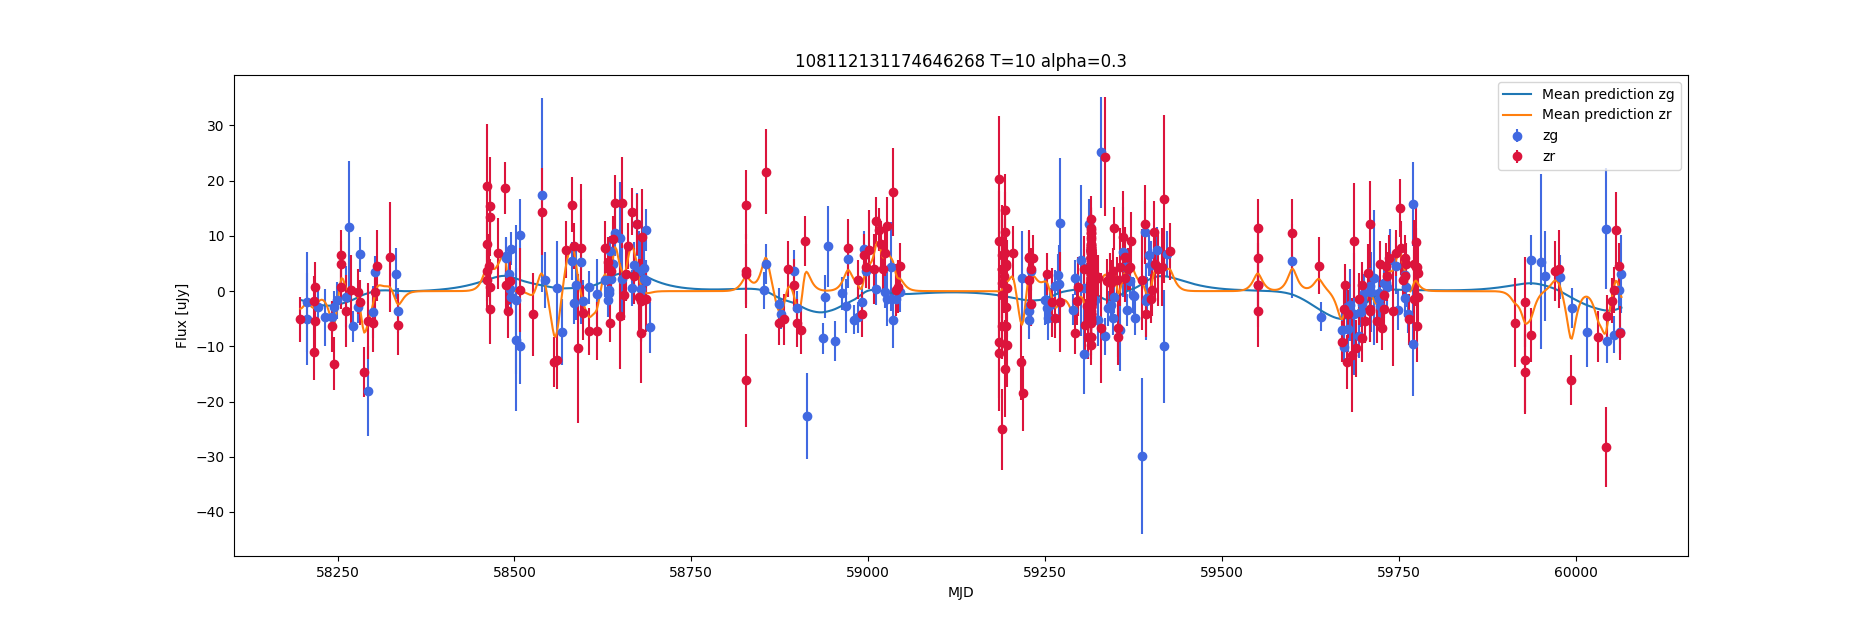 108112131174646268 T=10 alpha=0.3
Mean prediction zg
Mean prediction zr
zg
zr
Flux [uJy]
30
20
10
0
−10
−20
−30
−40
58250
58500
58750
59000
59250
59500
59750
60000
MJD